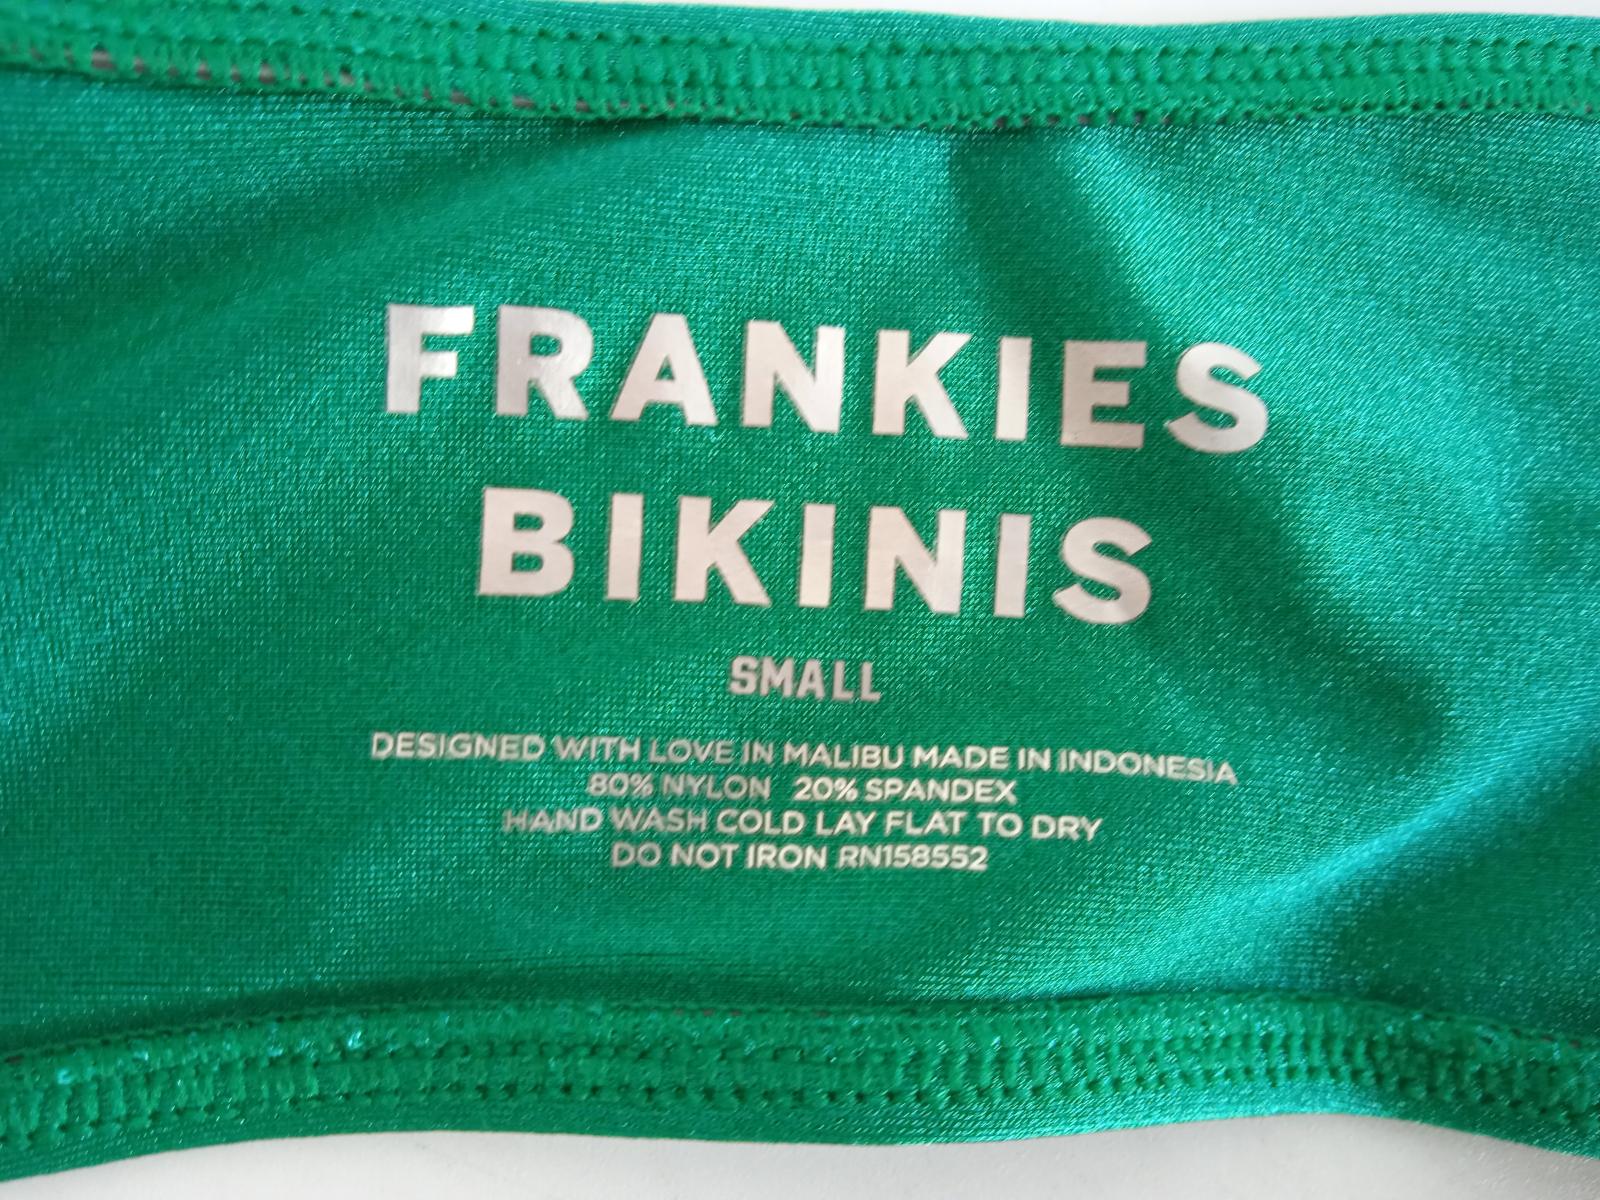 FRANKIES
BIKINIS
SMALL
DESIGNED WITH LOVE IN MALIBU MADE IN INDONESIA
80% NYLON 20% SPANDEX
HAND WASH COLD LAY FLAT TO DRY
DO NOT IRON RN158552